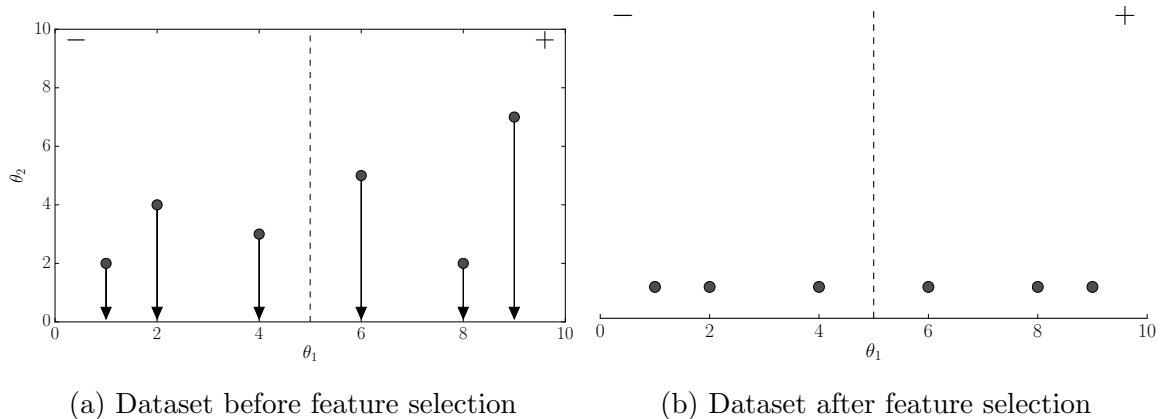 − +
10
8
6
4
2
0
θ₂
0 2 4 6 8 10
θ₁
(a) Dataset before feature selection
− +
0 2 4 6 8 10
θ₁
(b) Dataset after feature selection